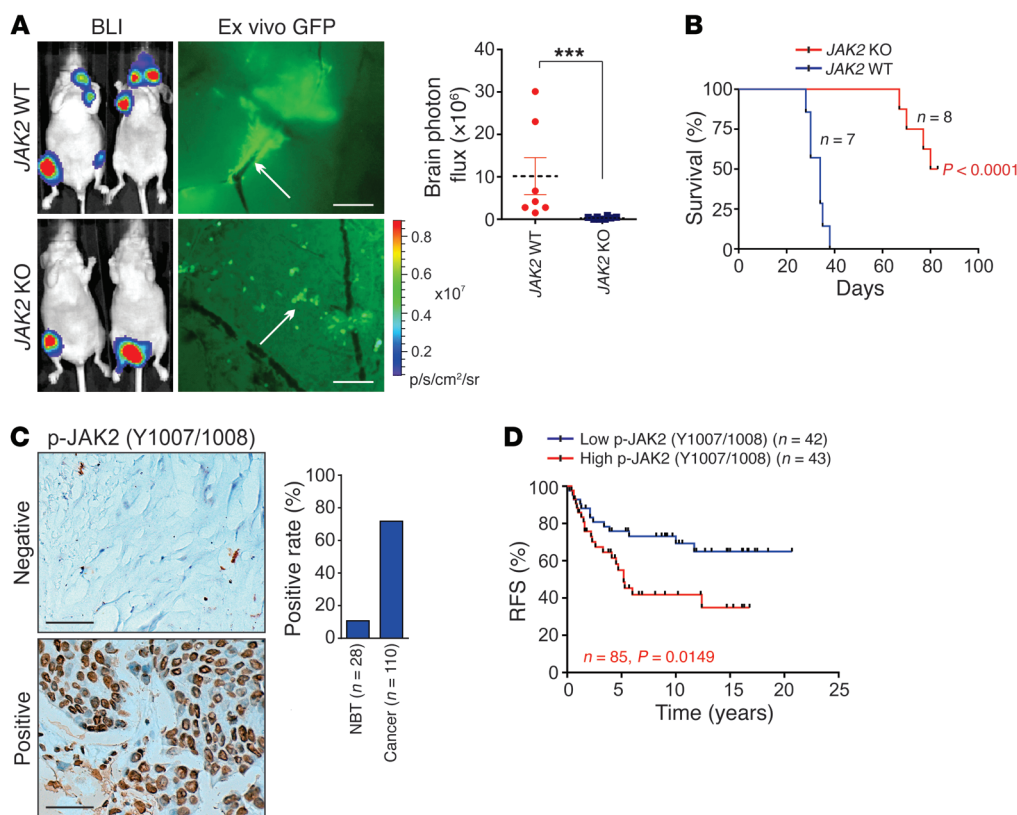 A
BLI
Ex vivo GFP
JAK2 WT
JAK2 KO
0.8
0.6
x10⁷
0.4
0.2
p/s/cm²/sr
Brain photon
flux (×10⁶)
40
30
20
10
0
***
JAK2 WT
JAK2 KO
B
JAK2 KO
JAK2 WT
Survival (%)
100
50
0
n = 8
n = 7
P < 0.0001
0
20
40
60
80
100
Days
C
p-JAK2 (Y1007/1008)
Negative
Positive
Positive rate (%)
100
80
60
40
20
0
NBT (n = 28)
Cancer (n = 110)
D
Low p-JAK2 (Y1007/1008) (n = 42)
High p-JAK2 (Y1007/1008) (n = 43)
RFS (%)
100
80
60
40
20
0
n = 85, P = 0.0149
0
5
10
15
20
25
Time (years)